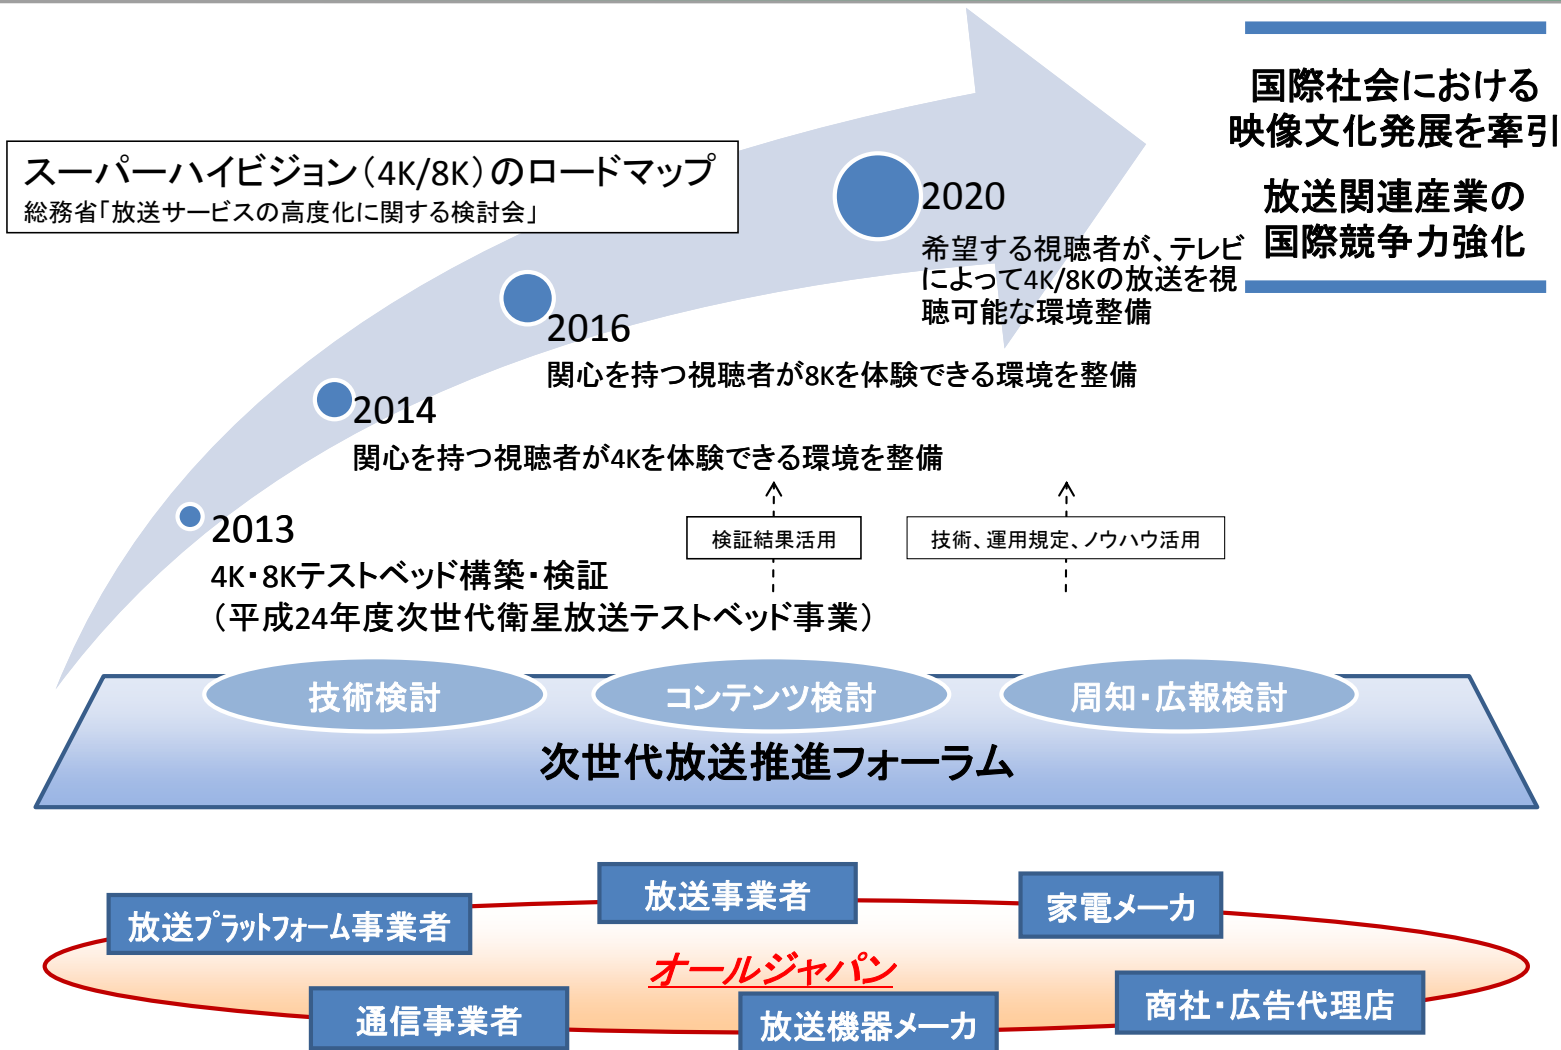 国際社会における
映像文化発展を牽引
放送関連産業の
国際競争力強化
スーパーハイビジョン（4K/8K）のロードマップ
総務省「放送サービスの高度化に関する検討会」
2020
希望する視聴者が、テレビ
によって4K/8Kの放送を視
聴可能な環境整備
2016
関心を持つ視聴者が8Kを体験できる環境を整備
2014
関心を持つ視聴者が4Kを体験できる環境を整備
2013
4K・8Kテストベッド構築・検証
（平成24年度次世代衛星放送テストベッド事業）
検証結果活用
技術、運用規定、ノウハウ活用
技術検討
コンテンツ検討
周知・広報検討
次世代放送推進フォーラム
放送プラットフォーム事業者
放送事業者
家電メーカ
オールジャパン
通信事業者
放送機器メーカ
商社・広告代理店